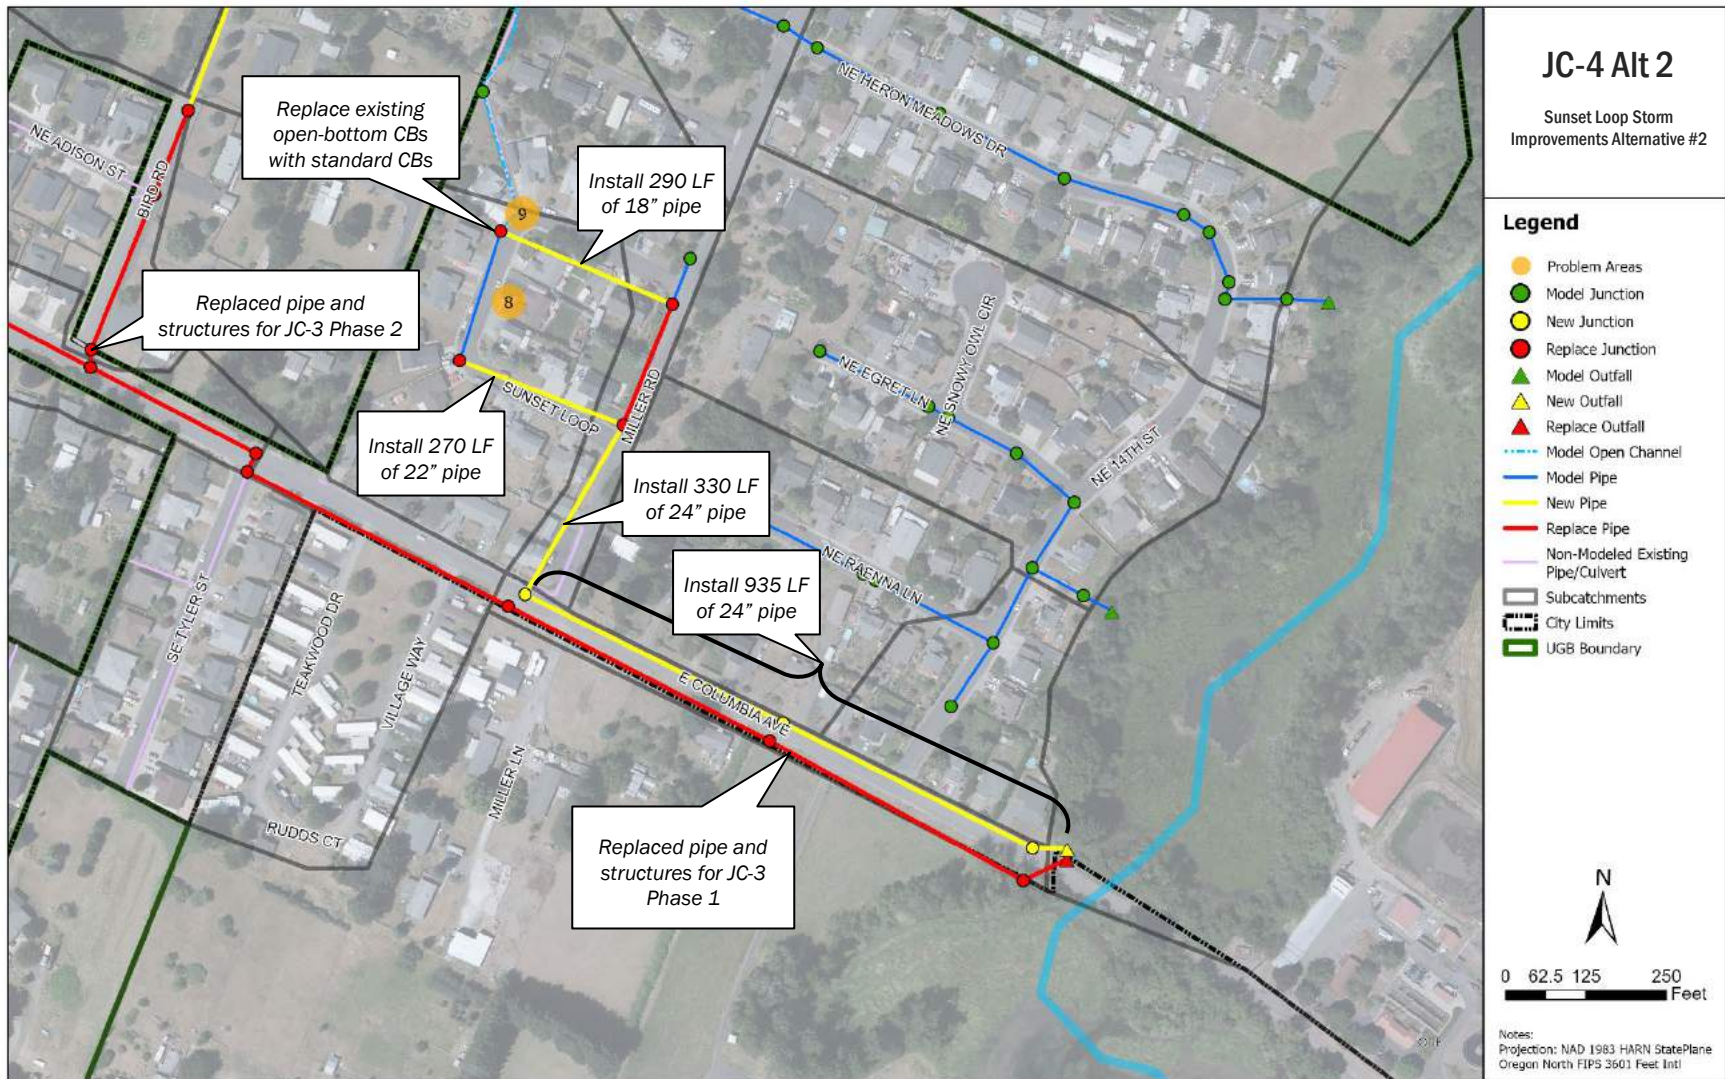 JC-4 Alt 2
Sunset Loop Storm
Improvements Alternative #2
Legend
Problem Areas
Model Junction
New Junction
Replace Junction
Model Outfall
New Outfall
Replace Outfall
Model Open Channel
Model Pipe
New Pipe
Replace Pipe
Non-Modeled Existing
Pipe/Culvert
Subcatchments
City Limits
UGB Boundary
N
0 62.5 125 250
Feet
Notes:
Projection: NAD 1983 HARN StatePlane
Oregon North FIPS 3601 Feet Intl
Replace existing
open-bottom CBs
with standard CBs
Install 290 LF
of 18” pipe
Replaced pipe and
structures for JC-3 Phase 2
Install 270 LF
of 22” pipe
Install 330 LF
of 24” pipe
Install 935 LF
of 24” pipe
Replaced pipe and
structures for JC-3
Phase 1
9
8
NE ADISON ST
BIRD RD
NE HERON MEADOWS DR
SUNSET LOOP
MILLER RD
NE EGRET LN
NE SNOWY OWL CIR
NE 14TH ST
NE RAENNA LN
SE TYLER ST
TEAKWOOD DR
VILLAGE WAY
RUDDS CT
MILLER LN
E COLUMBIA AVE